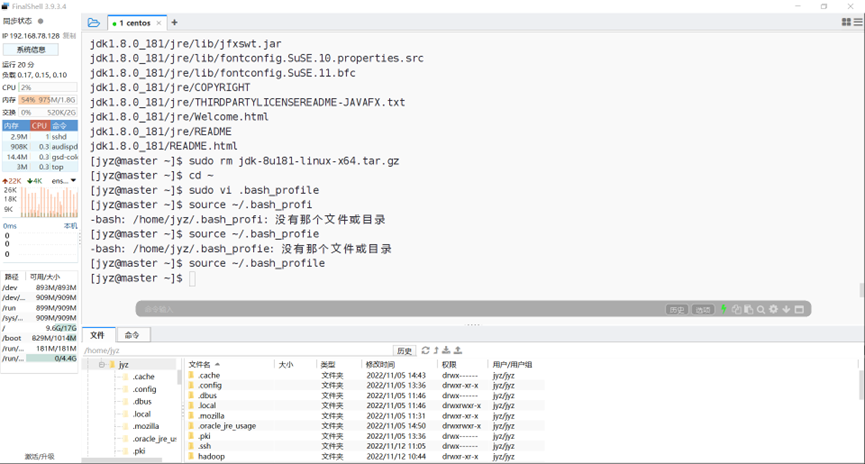 FinalShell 3.9.3.4
同步状态
IP 192.168.78.128 复制
系统信息
运行 20 分
负载 0.17, 0.15, 0.10
CPU 2%
内存 54% 975M/1.8G
交换 0% 520K/2G
内存 CPU 命令
2.9M 1 sshd
908K 0.3 audispd
14.4M 0.3 gsd-col
3M 0.3 top
22K 4K ens...
26K
18K
9K
0ms 本机
0
0
0
路径 可用/大小
/dev 893M/893M
/dev/... 909M/909M
/run 899M/909M
/sys/... 909M/909M
/ 9.6G/17G
/boot 829M/1014M
/run/... 181M/181M
/run/... 0/4.4G
激活/升级
1 centos × +
jdk1.8.0_181/jre/lib/jfxswt.jar
jdk1.8.0_181/jre/lib/fontconfig.SuSE.10.properties.src
jdk1.8.0_181/jre/lib/fontconfig.SuSE.11.bfc
jdk1.8.0_181/jre/COPYRIGHT
jdk1.8.0_181/jre/THIRDPARTYLICENSEREADME-JAVAFX.txt
jdk1.8.0_181/jre/Welcome.html
jdk1.8.0_181/jre/README
jdk1.8.0_181/README.html
[jyz@master ~]$ sudo rm jdk-8u181-linux-x64.tar.gz
[jyz@master ~]$ cd ~
[jyz@master ~]$ sudo vi .bash_profile
[jyz@master ~]$ source ~/.bash_profi
-bash: /home/jyz/.bash_profi: 没有那个文件或目录
[jyz@master ~]$ source ~/.bash_profie
-bash: /home/jyz/.bash_profie: 没有那个文件或目录
[jyz@master ~]$ source ~/.bash_profile
[jyz@master ~]$
命令输入
历史 选项
文件 命令
/home/jyz 历史
jyz
.cache
.config
.dbus
.local
.mozilla
.oracle_jre_us
.pki
文件名 大小 类型 修改时间 权限 用户/用户组
.cache 文件夹 2022/11/05 14:43 drwx------ jyz/jyz
.config 文件夹 2022/11/05 13:36 drwxr-xr-x jyz/jyz
.dbus 文件夹 2022/11/05 11:46 drwx------ jyz/jyz
.local 文件夹 2022/11/05 11:46 drwxrwxr-x jyz/jyz
.mozilla 文件夹 2022/11/05 11:31 drwxr-xr-x jyz/jyz
.oracle_jre_usage 文件夹 2022/11/05 14:50 drwxrwxr-x jyz/jyz
.pki 文件夹 2022/11/05 13:36 drwx------ jyz/jyz
.ssh 文件夹 2022/11/12 11:05 drwx------ jyz/jyz
hadoop 文件夹 2022/11/12 10:44 drwxr-xr-x jyz/jyz